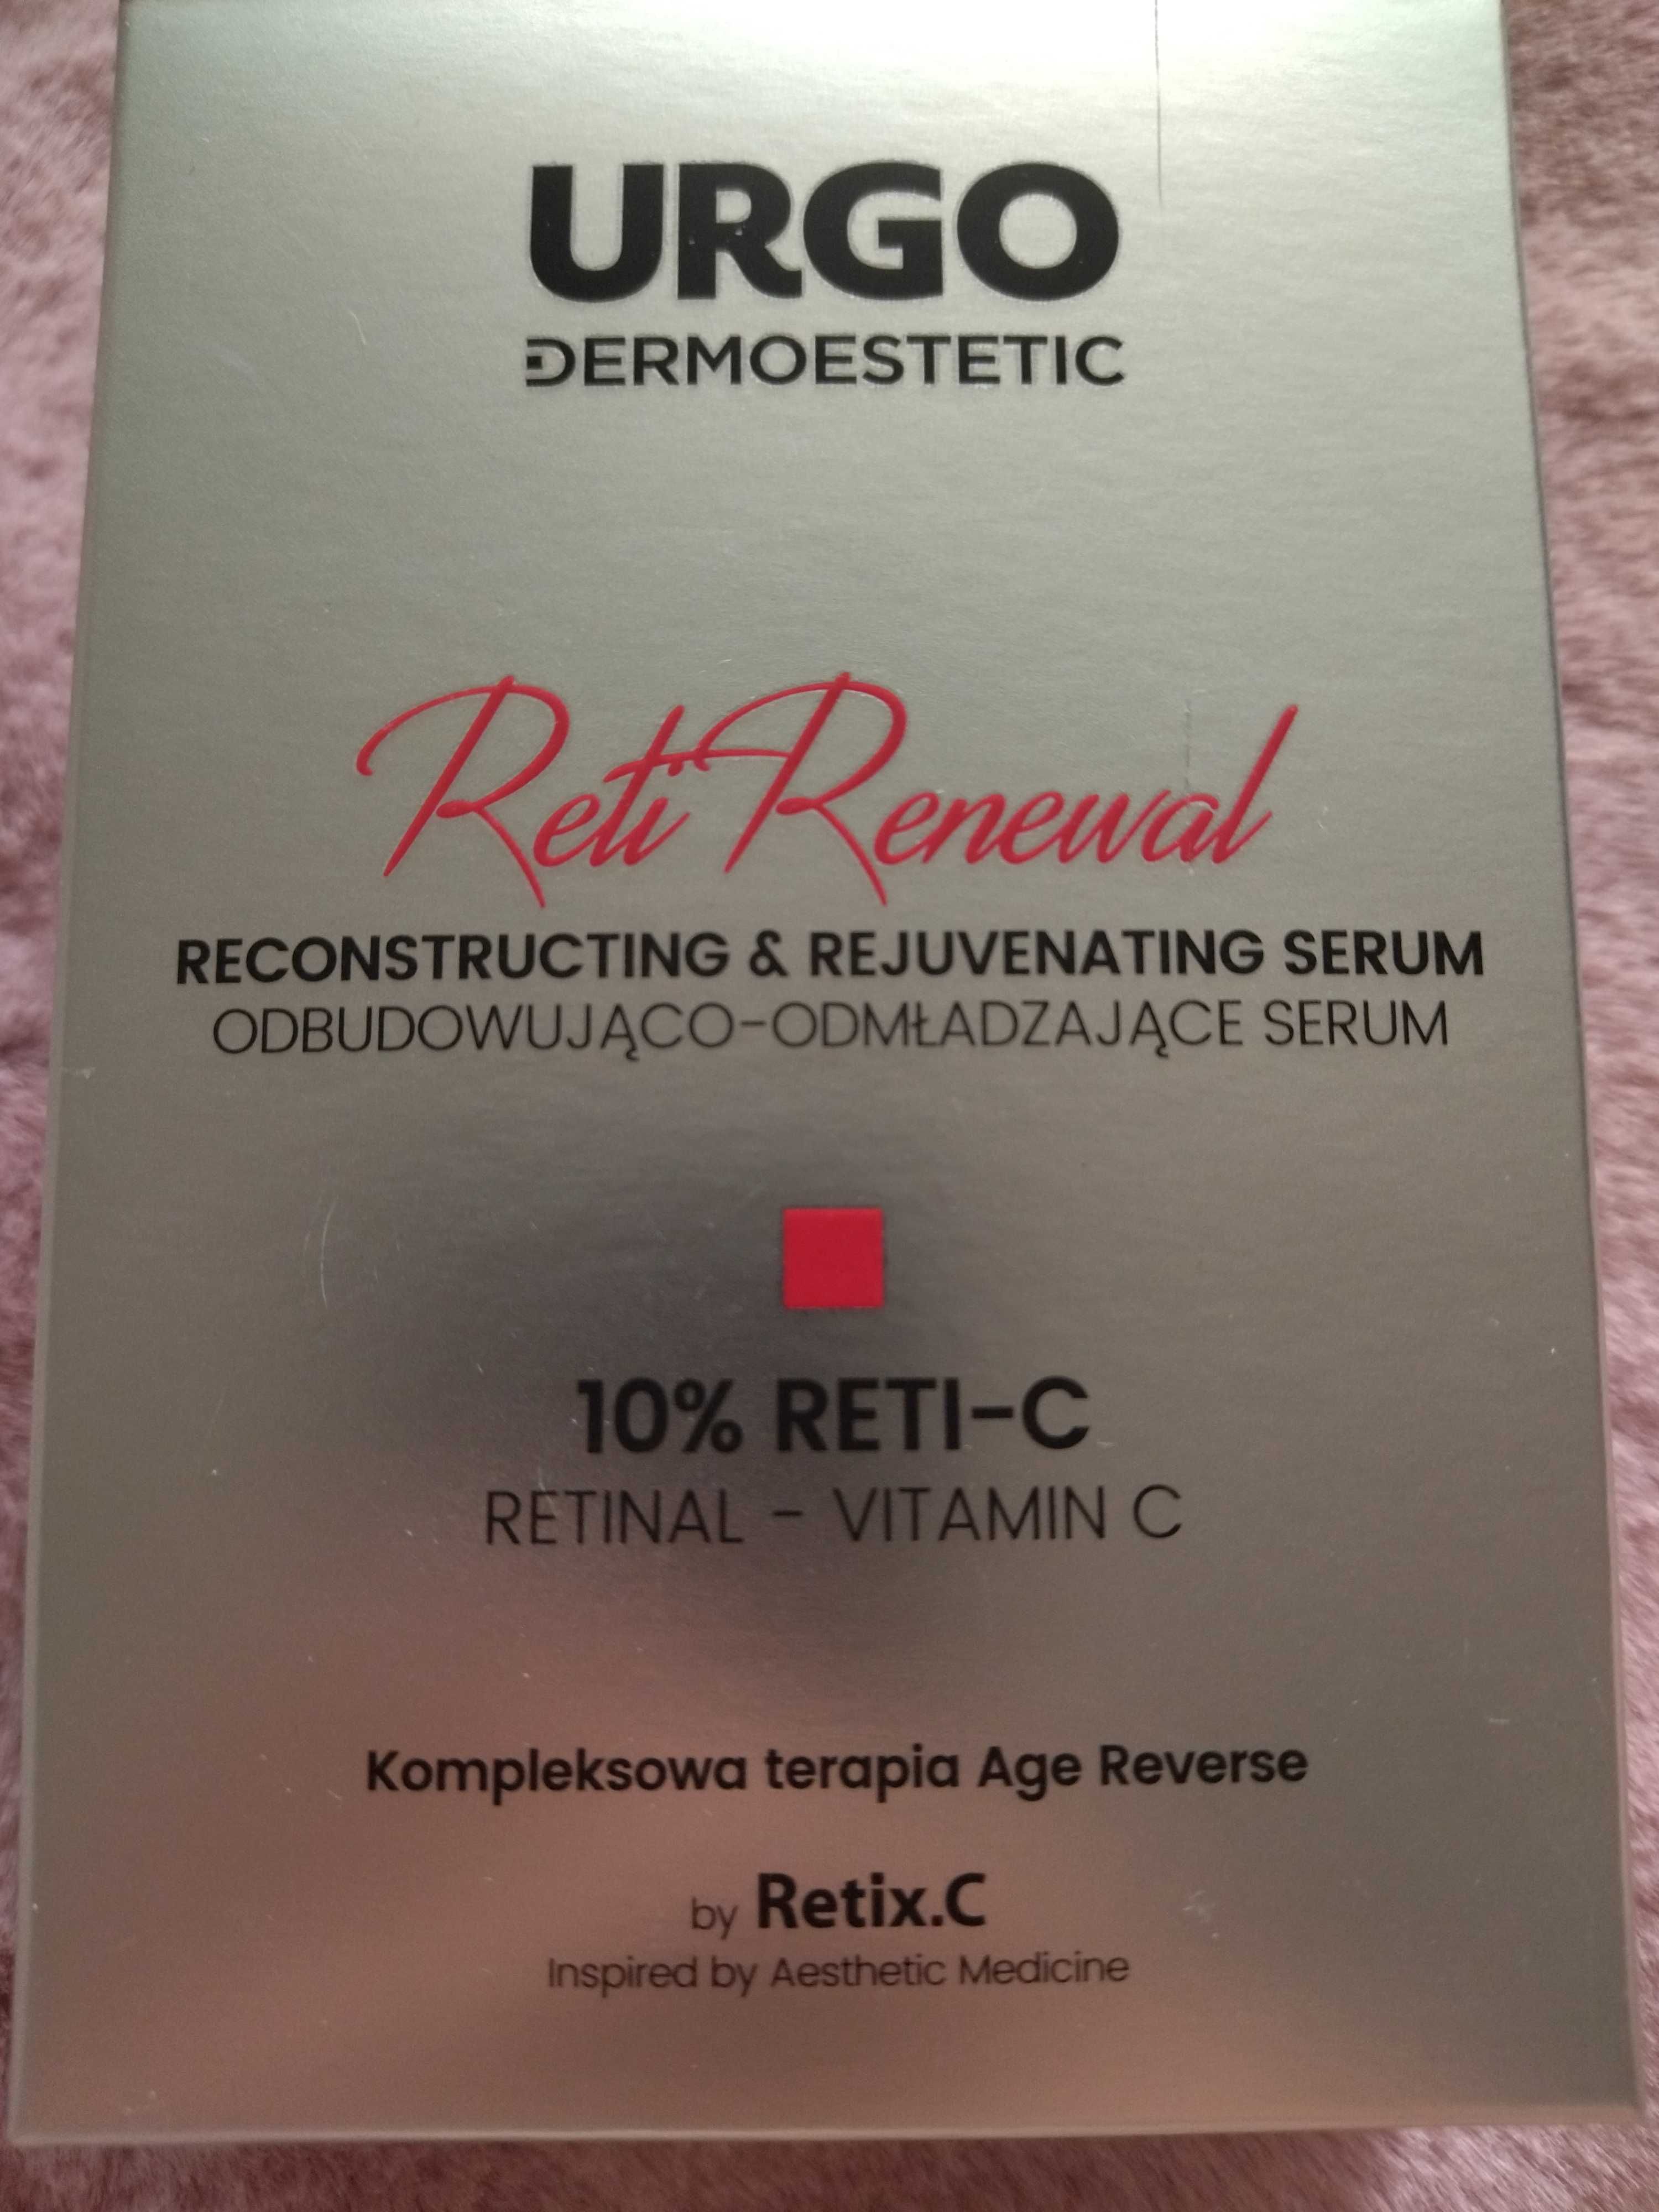 URGO
DERMOESTETIC
Reti Renewal
RECONSTRUCTING & REJUVENATING SERUM
ODBUDOWUJĄCO-ODMŁADZAJĄCE SERUM
10% RETI-C
RETINAL - VITAMIN C
Kompleksowa terapia Age Reverse
by Retix.C
Inspired by Aesthetic Medicine